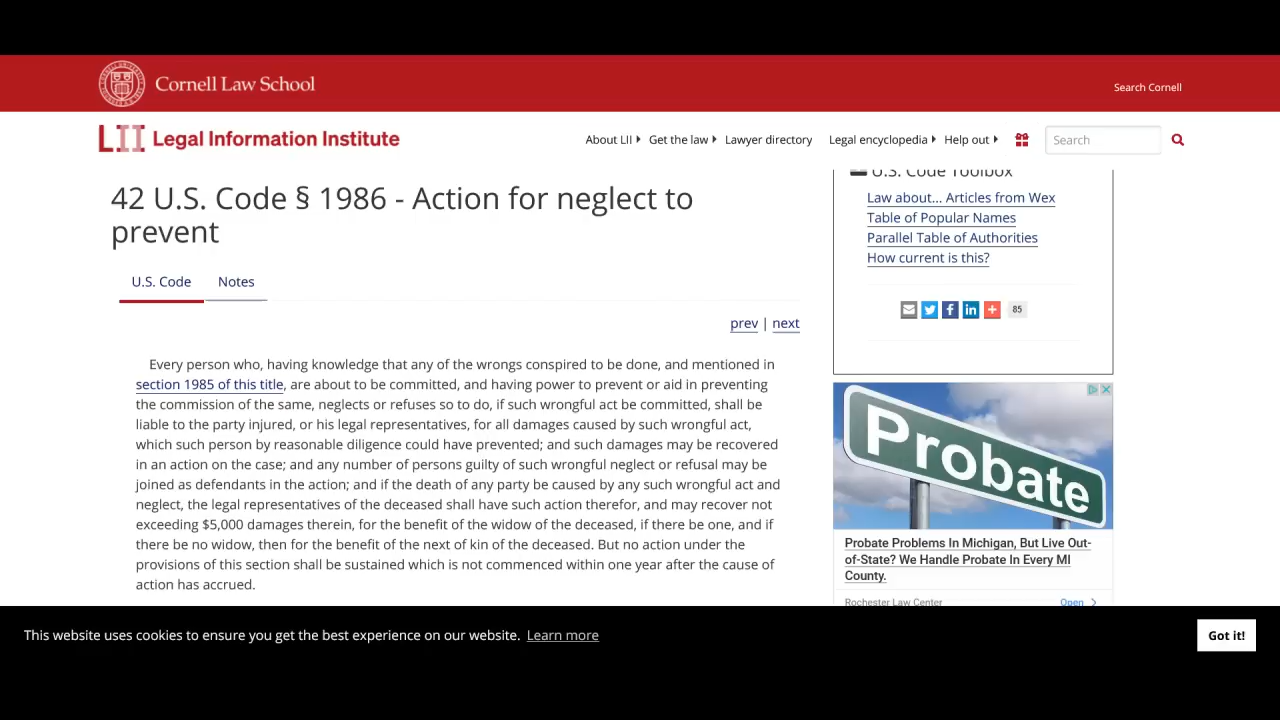 Cornell Law School
Search Cornell
LII Legal Information Institute
About LII
Get the law
Lawyer directory
Legal encyclopedia
Help out
Search
42 U.S. Code § 1986 - Action for neglect to
prevent
U.S. Code
Notes
prev | next
Every person who, having knowledge that any of the wrongs conspired to be done, and mentioned in
section 1985 of this title, are about to be committed, and having power to prevent or aid in preventing
the commission of the same, neglects or refuses so to do, if such wrongful act be committed, shall be
liable to the party injured, or his legal representatives, for all damages caused by such wrongful act,
which such person by reasonable diligence could have prevented; and such damages may be recovered
in an action on the case; and any number of persons guilty of such wrongful neglect or refusal may be
joined as defendants in the action; and if the death of any party be caused by any such wrongful act and
neglect, the legal representatives of the deceased shall have such action therefor, and may recover not
exceeding $5,000 damages therein, for the benefit of the widow of the deceased, if there be one, and if
there be no widow, then for the benefit of the next of kin of the deceased. But no action under the
provisions of this section shall be sustained which is not commenced within one year after the cause of
action has accrued.
U.S. Code Toolbox
Law about... Articles from Wex
Table of Popular Names
Parallel Table of Authorities
How current is this?
85
Probate
Probate Problems In Michigan, But Live Out-
of-State? We Handle Probate In Every MI
County.
Rochester Law Center
Open
This website uses cookies to ensure you get the best experience on our website. Learn more
Got it!